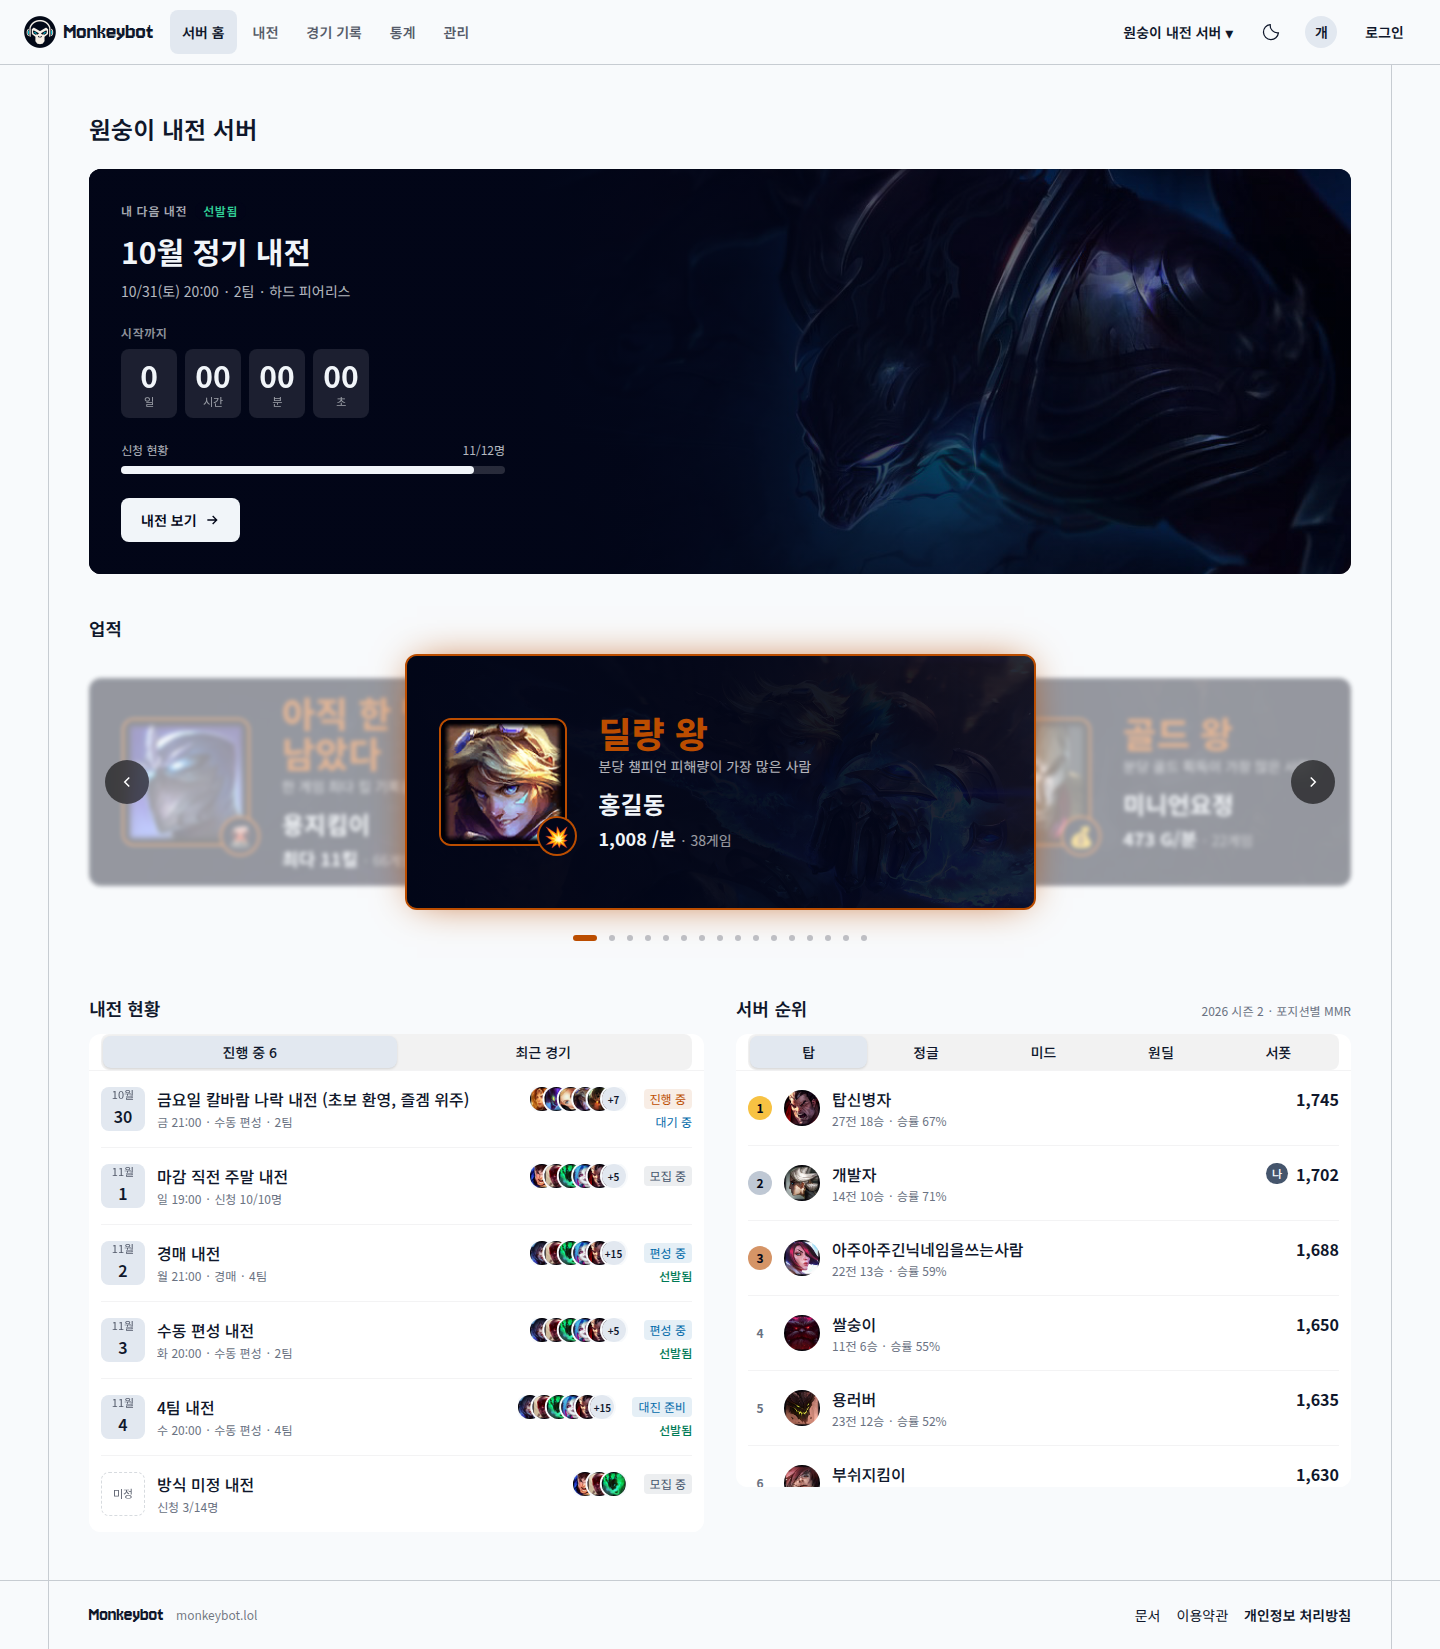 Monkeybot 서버 홈 내전 경기 기록 통계 관리 원숭이 내전 서버 ▾ 개 로그인
원숭이 내전 서버
내 다음 내전 선발됨
10월 정기 내전
10/31(토) 20:00 · 2팀 · 하드 피어리스
시작까지
0 00 00 00
일 시간 분 초
신청 현황 11/12명
내전 보기 →
업적
아직 한
남았다
용지킴이
최다 11킬
딜량 왕
분당 챔피언 피해량이 가장 많은 사람
홍길동
1,008 /분 · 38게임
골드 왕
미니언요정
473 G/분 · 22게임
내전 현황
진행 중 6 최근 경기
10월
30
금요일 칼바람 나락 내전 (초보 환영, 즐겜 위주)
금 21:00 · 수동 편성 · 2팀
+7
진행 중
대기 중
11월
1
마감 직전 주말 내전
일 19:00 · 신청 10/10명
+5
모집 중
11월
2
경매 내전
월 21:00 · 경매 · 4팀
+15
편성 중
선발됨
11월
3
수동 편성 내전
화 20:00 · 수동 편성 · 2팀
+5
편성 중
선발됨
11월
4
4팀 내전
수 20:00 · 수동 편성 · 4팀
+15
대진 준비
선발됨
미정
방식 미정 내전
신청 3/14명
모집 중
서버 순위 2026 시즌 2 · 포지션별 MMR
탑 정글 미드 원딜 서폿
1 탑신병자 1,745
27전 18승 · 승률 67%
2 개발자 나 1,702
14전 10승 · 승률 71%
3 아주아주긴닉네임을쓰는사람 1,688
22전 13승 · 승률 59%
4 쌀숭이 1,650
11전 6승 · 승률 55%
5 용러버 1,635
23전 12승 · 승률 52%
6 부쉬지킴이 1,630
Monkeybot monkeybot.lol 문서 이용약관 개인정보 처리방침